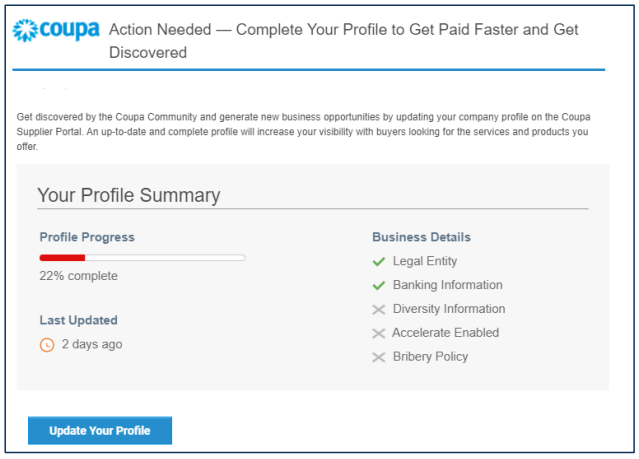 coupa Action Needed — Complete Your Profile to Get Paid Faster and Get
Discovered
Get discovered by the Coupa Community and generate new business opportunities by updating your company profile on the Coupa
Supplier Portal. An up-to-date and complete profile will increase your visibility with buyers looking for the services and products you
offer.
Your Profile Summary
Profile Progress
22% complete
Last Updated
2 days ago
Business Details
Legal Entity
Banking Information
Diversity Information
Accelerate Enabled
Bribery Policy
Update Your Profile